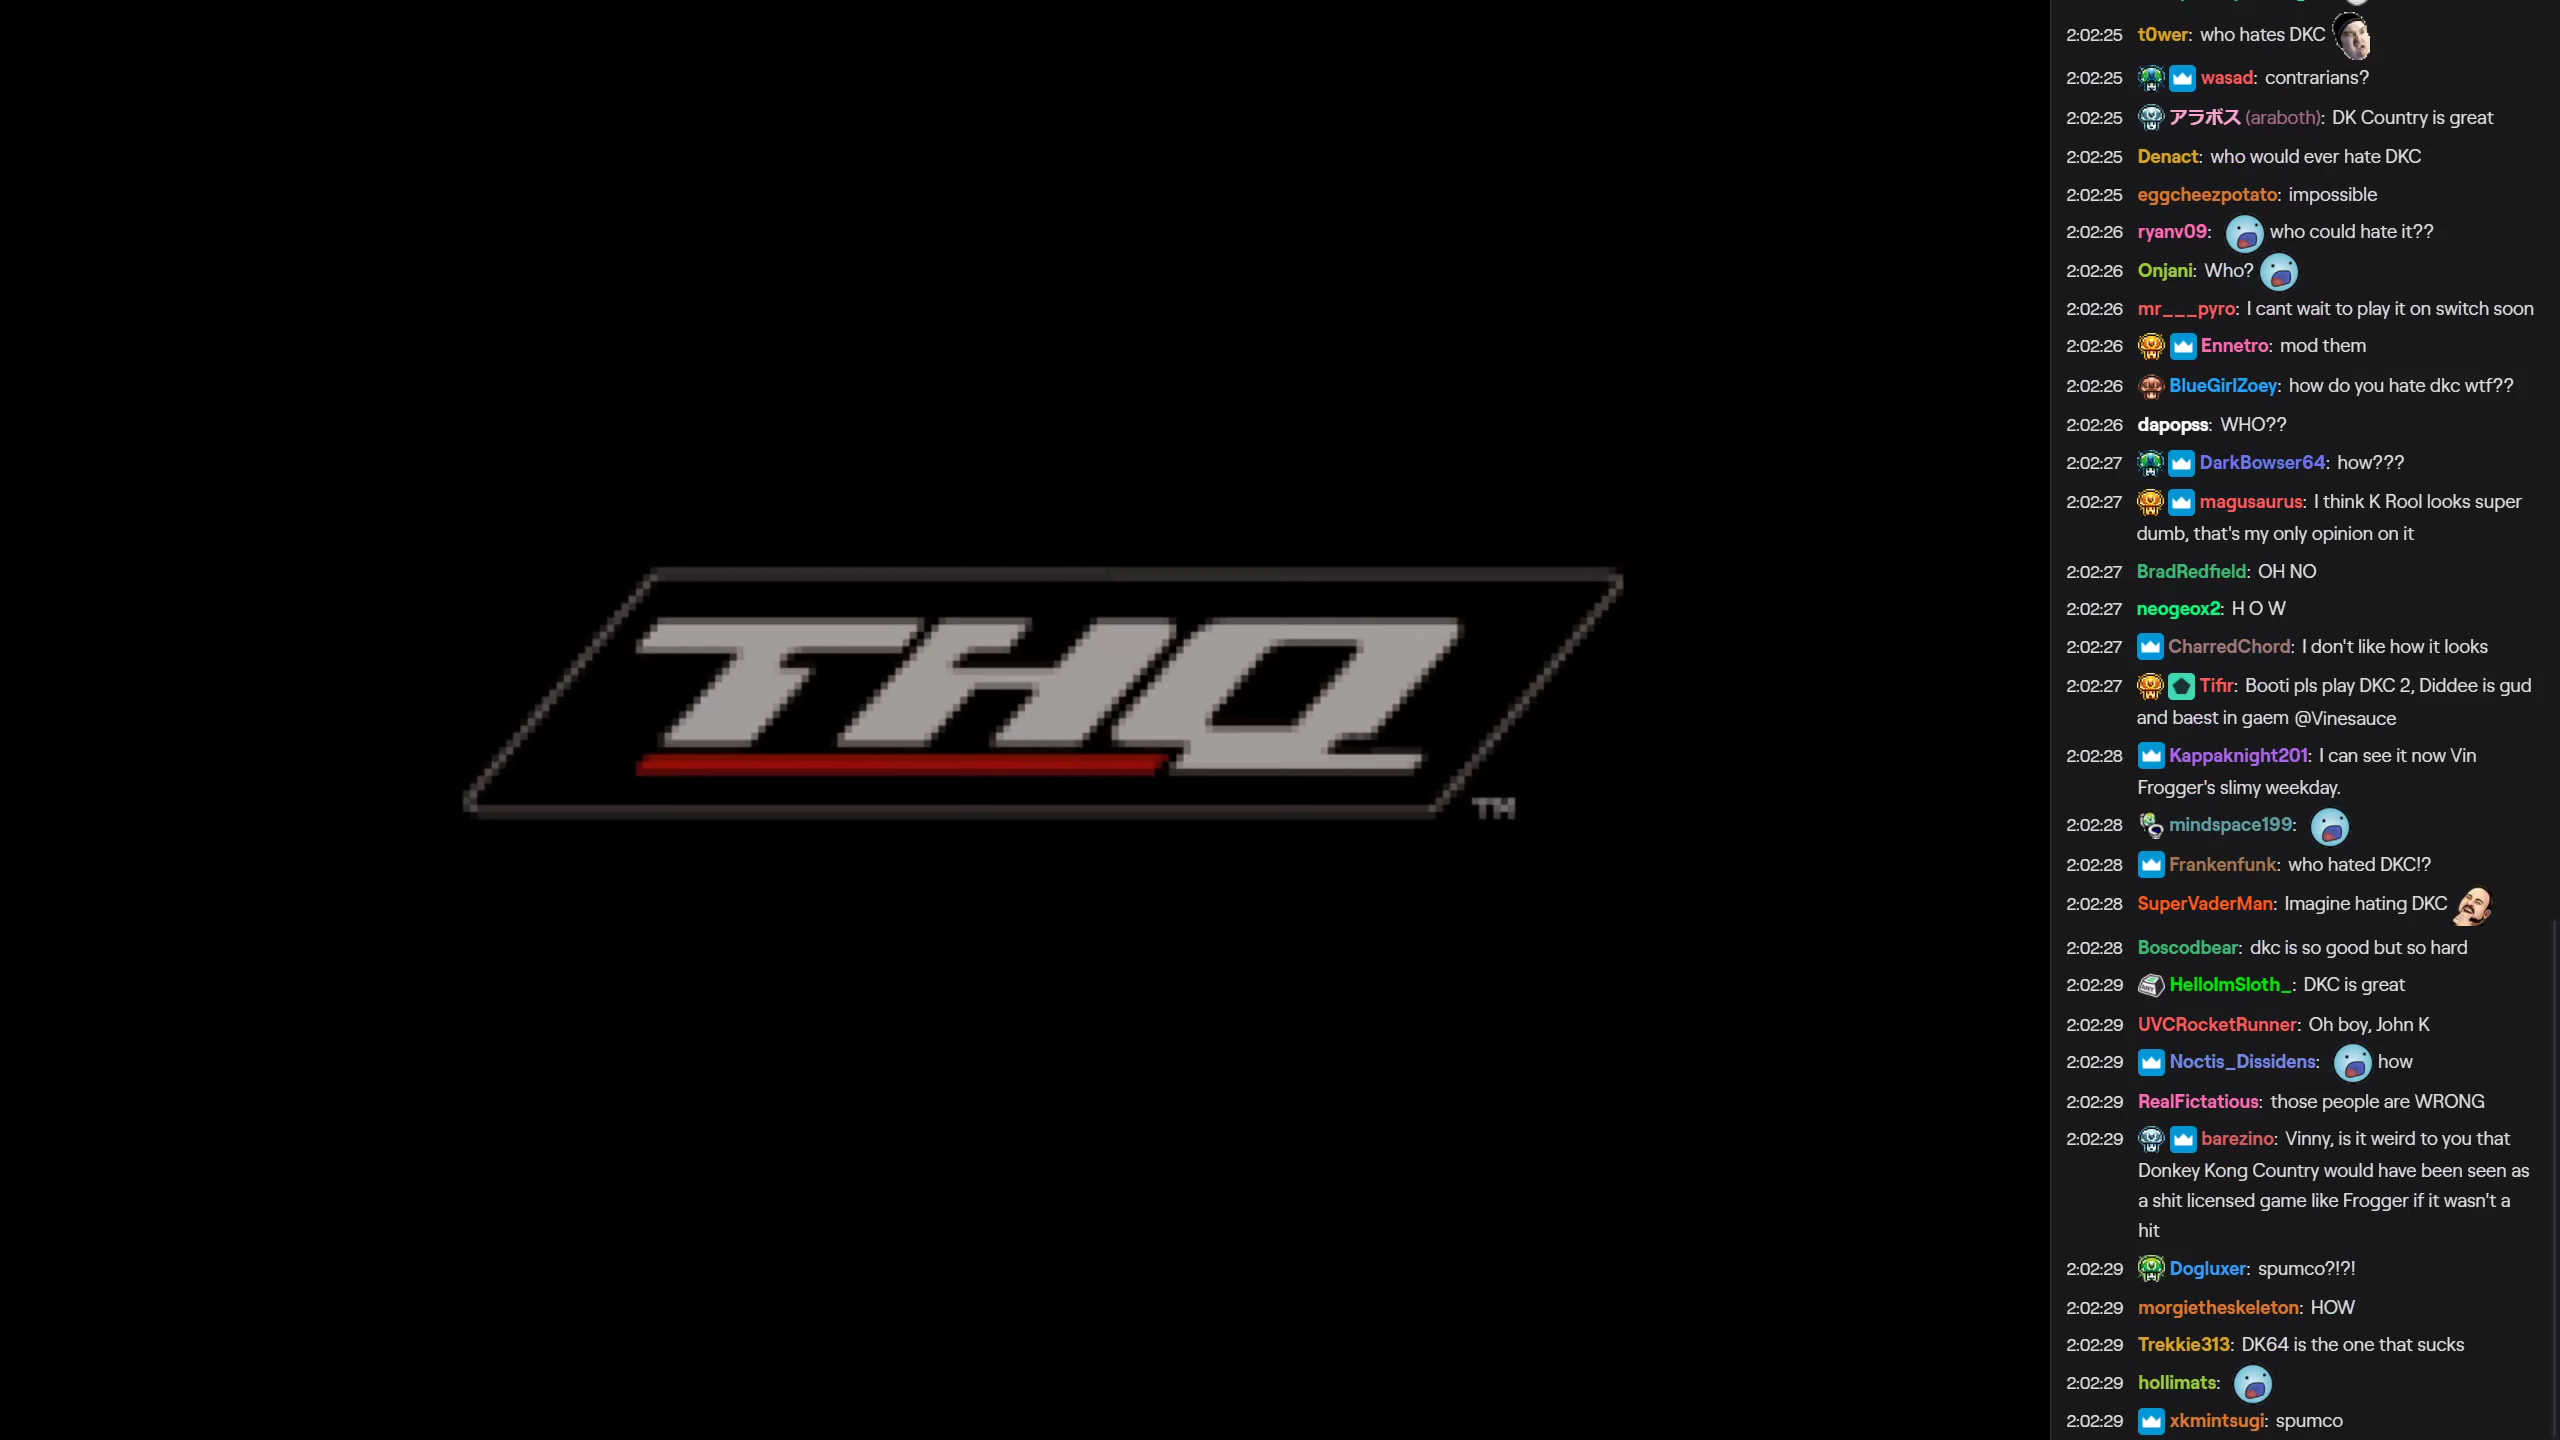 THQ
TM
2:02:25 t0wer: who hates DKC
2:02:25 wasad: contrarians?
2:02:25 アラボス (araboth): DK Country is great
2:02:25 Denact: who would ever hate DKC
2:02:25 eggcheezpotato: impossible
2:02:26 ryanv09: who could hate it??
2:02:26 Onjani: Who?
2:02:26 mr___pyro: I cant wait to play it on switch soon
2:02:26 Ennetro: mod them
2:02:26 BlueGirlZoey: how do you hate dkc wtf??
2:02:26 dapopss: WHO??
2:02:27 DarkBowser64: how???
2:02:27 magusaurus: I think K Rool looks super
dumb, that's my only opinion on it
2:02:27 BradRedfield: OH NO
2:02:27 neogeox2: H O W
2:02:27 CharredChord: I don't like how it looks
2:02:27 Tifir: Booti pls play DKC 2, Diddee is gud
and baest in gaem @Vinesauce
2:02:28 Kappaknight201: I can see it now Vin
Frogger's slimy weekday.
2:02:28 mindspace199:
2:02:28 Frankenfunk: who hated DKC!?
2:02:28 SuperVaderMan: Imagine hating DKC
2:02:28 Boscodbear: dkc is so good but so hard
2:02:29 HelloImSloth_: DKC is great
2:02:29 UVCRocketRunner: Oh boy, John K
2:02:29 Noctis_Dissidens: how
2:02:29 RealFictatious: those people are WRONG
2:02:29 barezino: Vinny, is it weird to you that
Donkey Kong Country would have been seen as
a shit licensed game like Frogger if it wasn't a
hit
2:02:29 Dogluxer: spumco?!?!
2:02:29 morgietheskeleton: HOW
2:02:29 Trekkie313: DK64 is the one that sucks
2:02:29 hollimats:
2:02:29 xkmintsugi: spumco